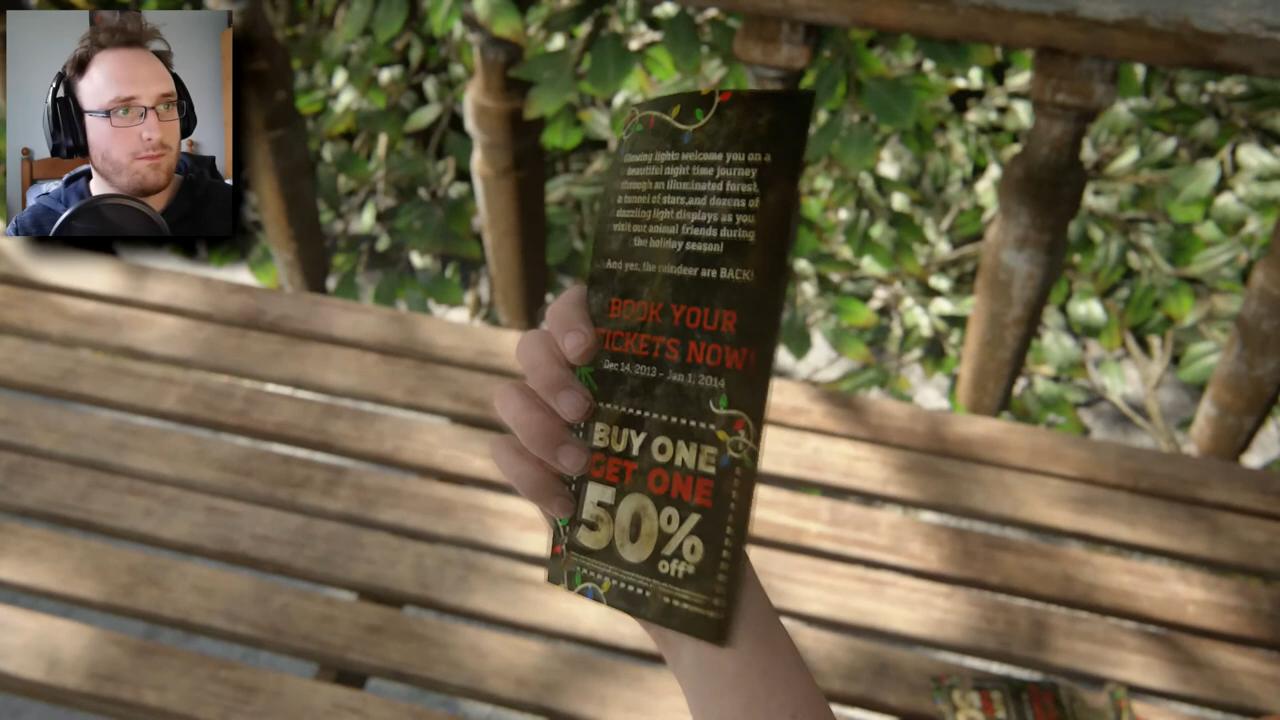 Glowing lights welcome you on a
beautiful night time journey
through an illuminated forest,
a tunnel of stars,and dozens of
dazzling light displays as you
visit our animal friends during
the holiday season!
And yes, the raindeer are BACK!
BOOK YOUR
TICKETS NOW!
Dec 14, 2013 - Jan 1, 2014
BUY ONE
GET ONE
50%
off*